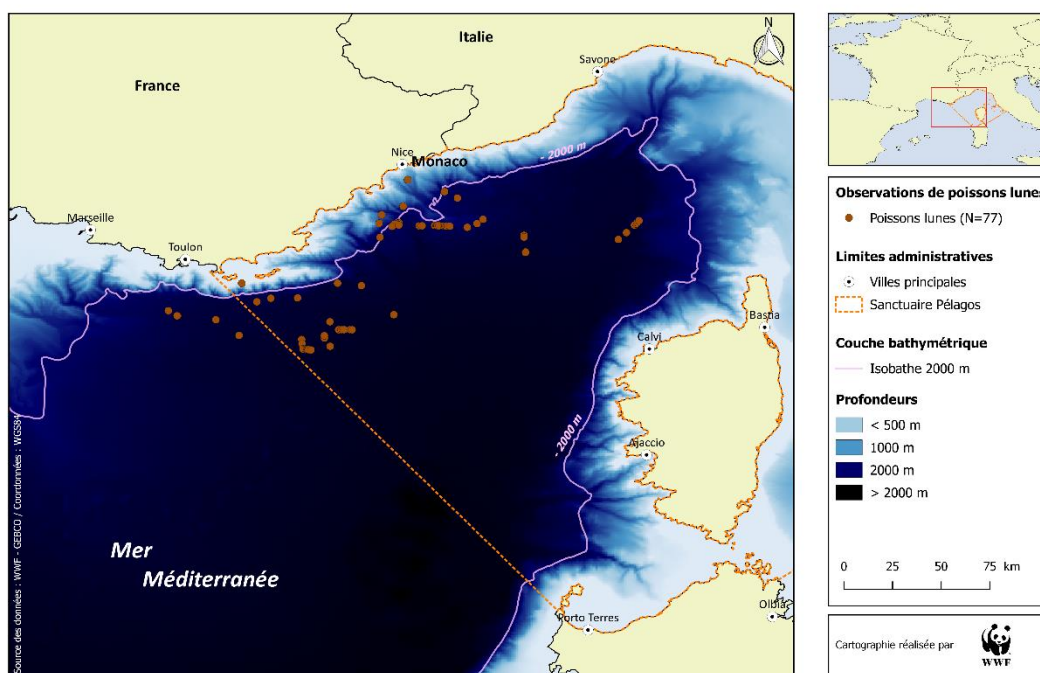 Italie
N
Savone
France
Nice
Monaco
- 2000 m
Marseille
Toulon
Bastia
Calvi
- 2000 m
Ajaccio
Mer
Méditerranée
Porto Terres
Olbia
Source des données : WWF - GEBCO / Coordonnées : WGS84
Observations de poissons lunes
Poissons lunes (N=77)
Limites administratives
Villes principales
Sanctuaire Pélagos
Couche bathymétrique
Isobathe 2000 m
Profondeurs
< 500 m
1000 m
2000 m
> 2000 m
0 25 50 75 km
Cartographie réalisée par
WWF